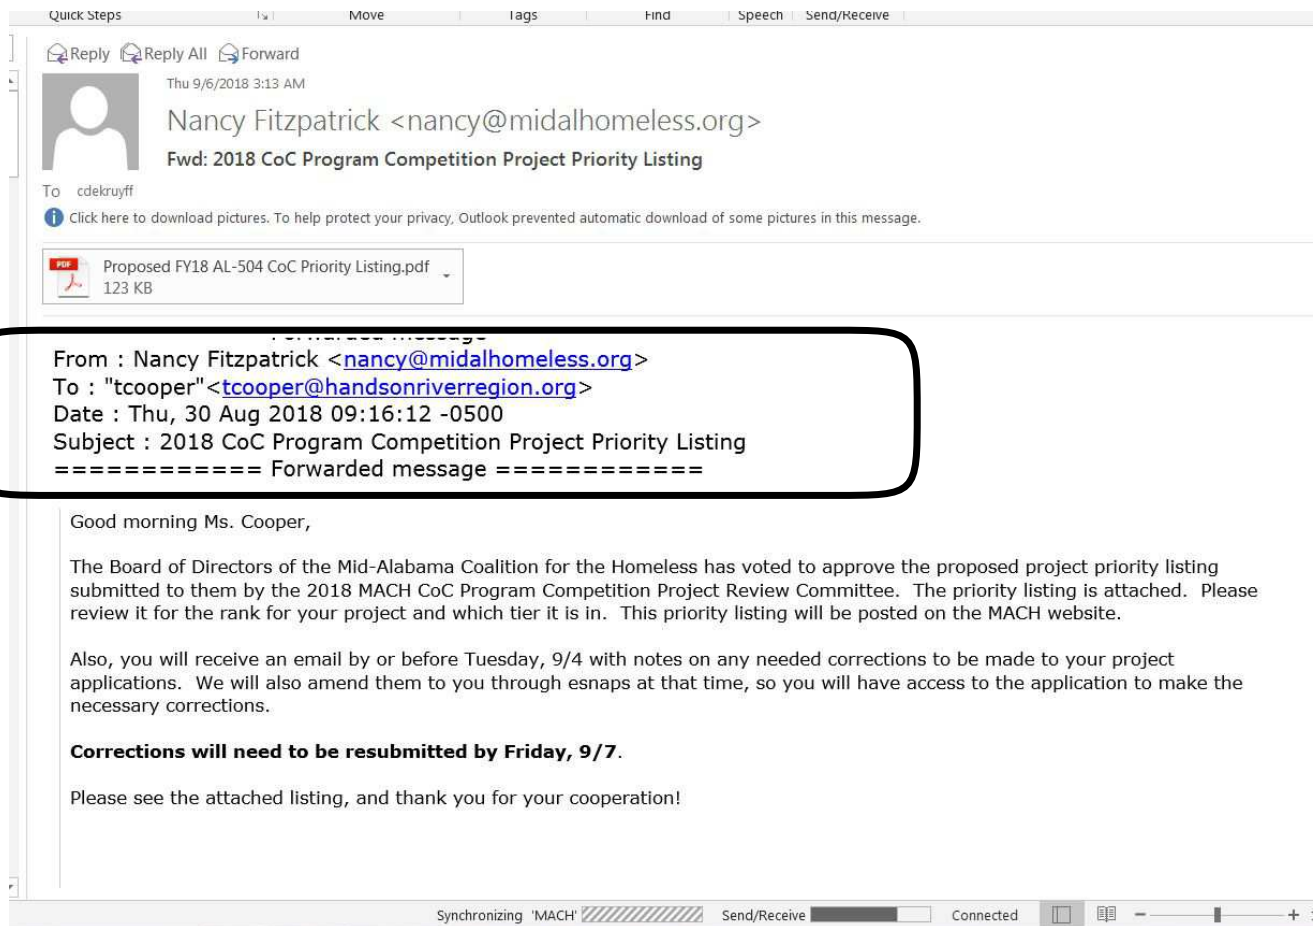 Quick Steps Move Tags Find Speech Send/Receive
Reply Reply All Forward
Thu 9/6/2018 3:13 AM
Nancy Fitzpatrick <nancy@midalhomeless.org>
Fwd: 2018 CoC Program Competition Project Priority Listing
To cdekruyff
Click here to download pictures. To help protect your privacy, Outlook prevented automatic download of some pictures in this message.
PDF
Proposed FY18 AL-504 CoC Priority Listing.pdf
123 KB
Forwarded message
From : Nancy Fitzpatrick <nancy@midalhomeless.org>
To : "tcooper"<tcooper@handsonriverregion.org>
Date : Thu, 30 Aug 2018 09:16:12 -0500
Subject : 2018 CoC Program Competition Project Priority Listing
============ Forwarded message ============
Good morning Ms. Cooper,
The Board of Directors of the Mid-Alabama Coalition for the Homeless has voted to approve the proposed project priority listing
submitted to them by the 2018 MACH CoC Program Competition Project Review Committee.  The priority listing is attached.  Please
review it for the rank for your project and which tier it is in.  This priority listing will be posted on the MACH website.
Also, you will receive an email by or before Tuesday, 9/4 with notes on any needed corrections to be made to your project
applications.  We will also amend them to you through esnaps at that time, so you will have access to the application to make the
necessary corrections.
Corrections will need to be resubmitted by Friday, 9/7.
Please see the attached listing, and thank you for your cooperation!
Synchronizing 'MACH' Send/Receive Connected